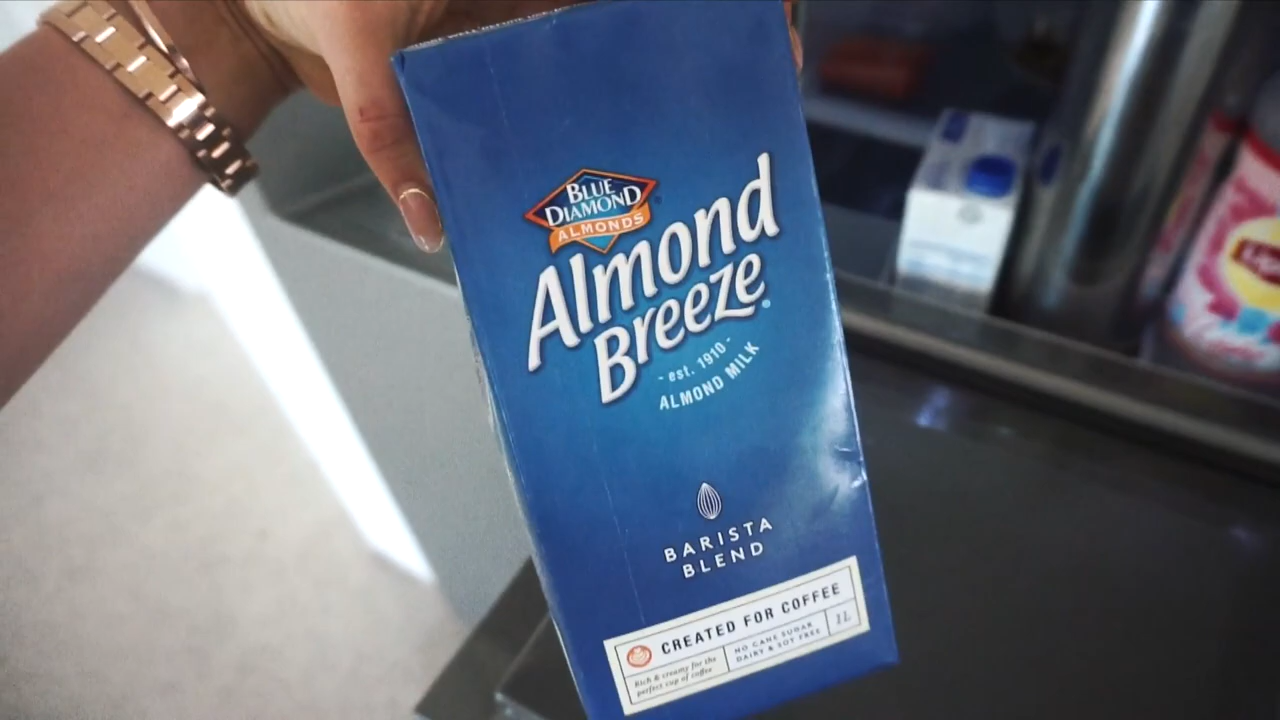 BLUE
DIAMOND
ALMONDS
Almond
Breeze
- est. 1910 -
ALMOND MILK
BARISTA
BLEND
CREATED FOR COFFEE
Rich & creamy for the
perfect cup of coffee
NO CANE SUGAR
DAIRY & SOY FREE
1L